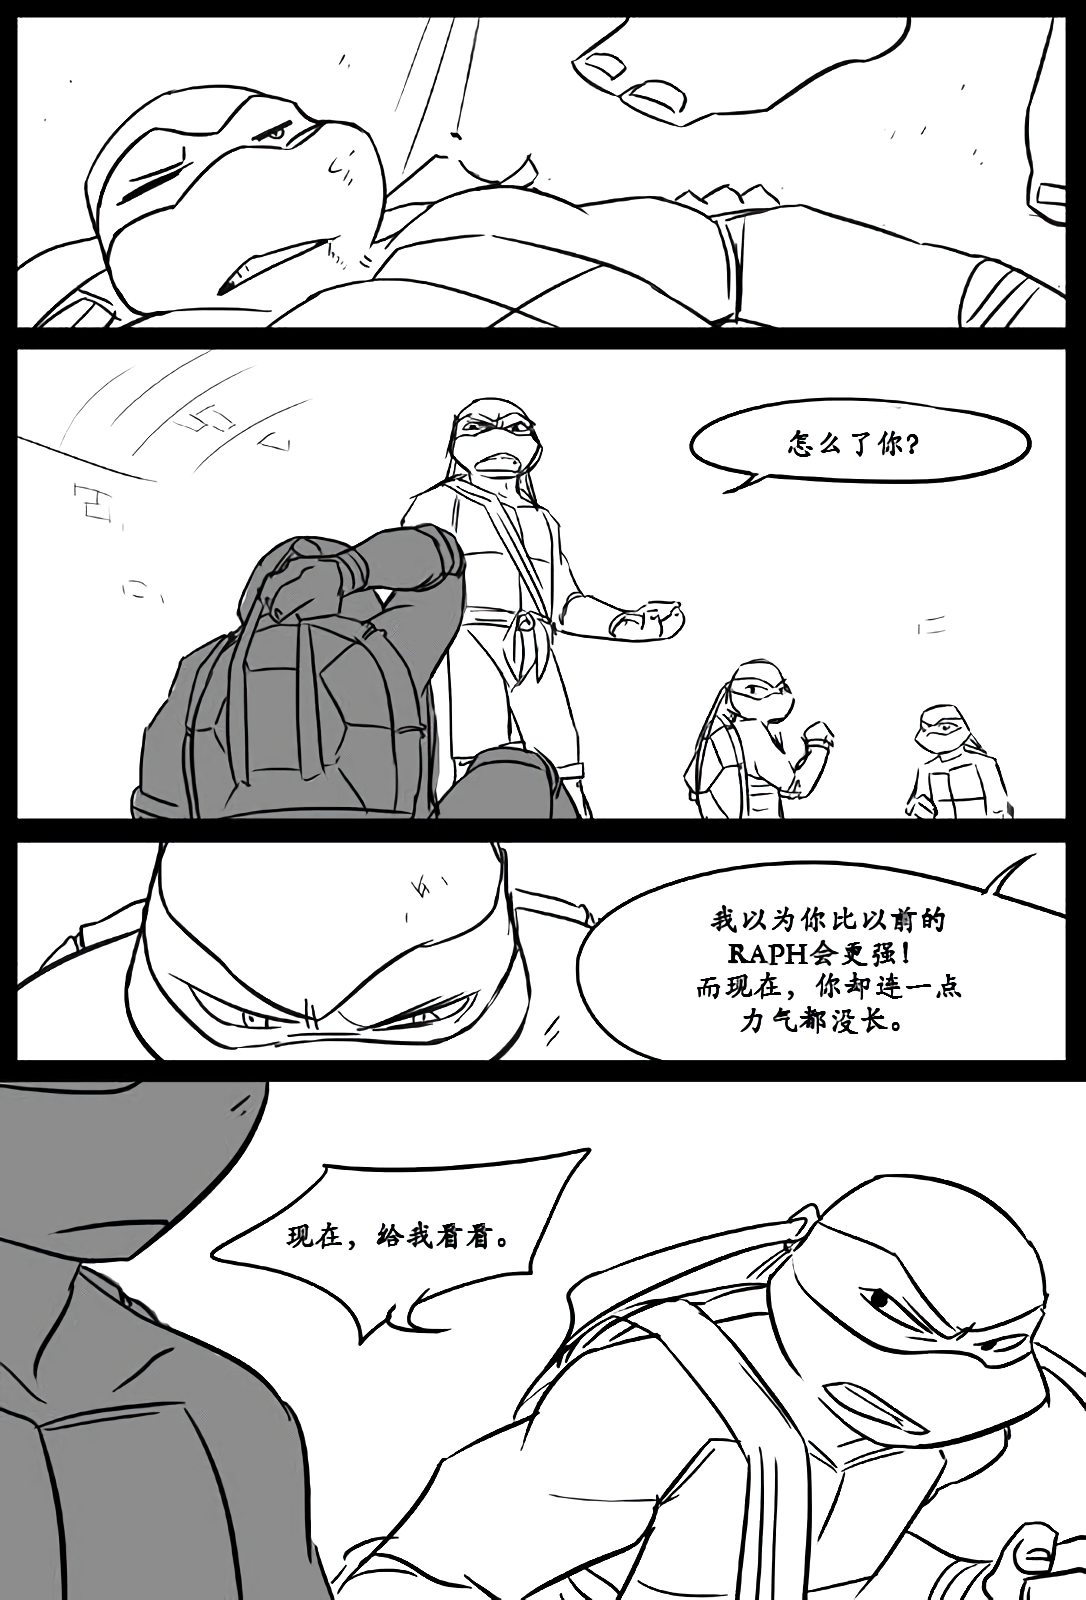 怎么了你?
我以为你比以前的
RAPH会更强!
而现在，你却连一点
力气都没长。
现在，给我看看。